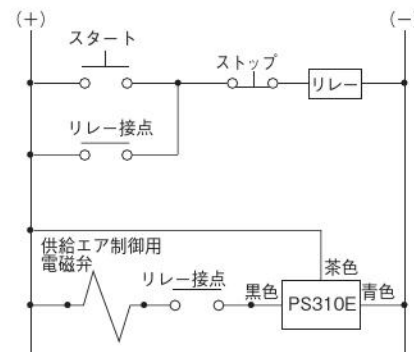 (+)
(−)
スタート
ストップ
リレー
リレー接点
供給エア制御用
電磁弁
リレー接点
茶色
黒色
PS310E
青色